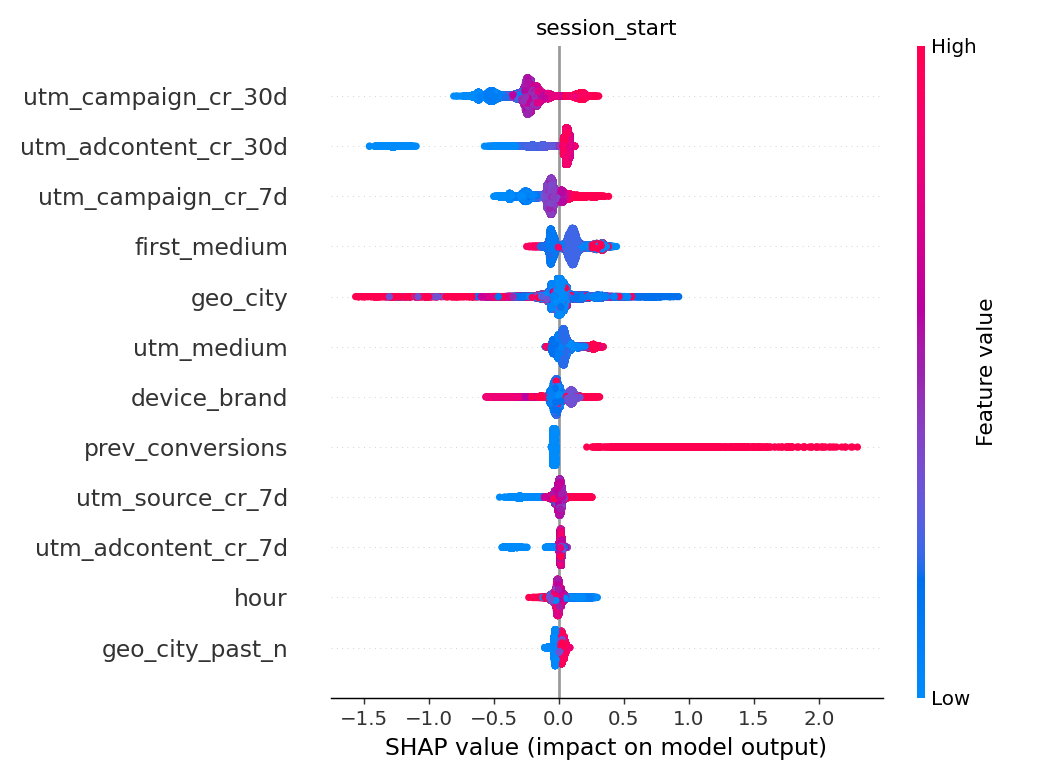 session_start
High
utm_campaign_cr_30d
utm_adcontent_cr_30d
utm_campaign_cr_7d
first_medium
geo_city
utm_medium
device_brand
prev_conversions
utm_source_cr_7d
utm_adcontent_cr_7d
hour
geo_city_past_n
Feature value
Low
−1.5 −1.0 −0.5 0.0 0.5 1.0 1.5 2.0
SHAP value (impact on model output)